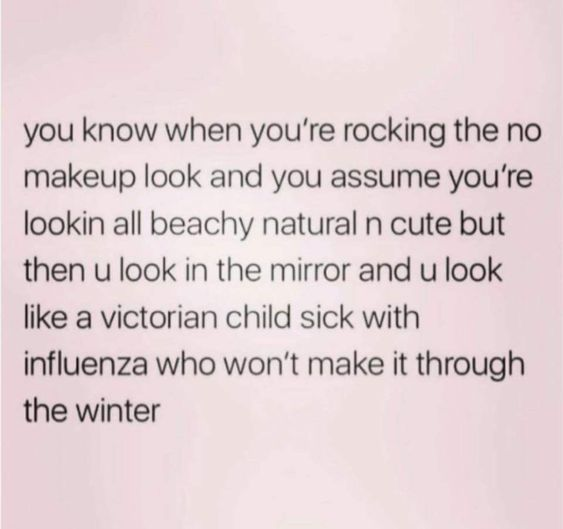 you know when you're rocking the no
makeup look and you assume you're
lookin all beachy natural n cute but
then u look in the mirror and u look
like a victorian child sick with
influenza who won't make it through
the winter